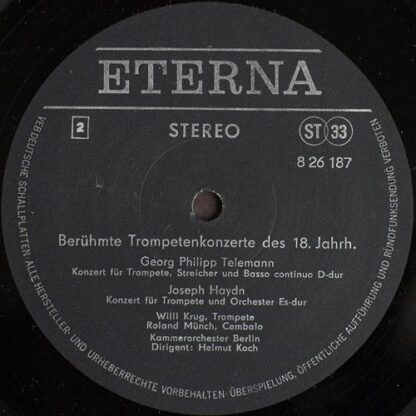 ETERNA
2
STEREO
ST 33
8 26 187
Berühmte Trompetenkonzerte des 18. Jahrh.
Georg Philipp Telemann
Konzert für Trompete, Streicher und Basso continuo D-dur
Joseph Haydn
Konzert für Trompete und Orchester Es-dur
Willi Krug, Trompete
Roland Münch, Cembalo
Kammerorchester Berlin
Dirigent: Helmut Koch
VEB DEUTSCHE SCHALLPLATTEN · ALLE HERSTELLER- UND URHEBERRECHTE VORBEHALTEN · ÜBERSPIELUNG, ÖFFENTLICHE AUFFÜHRUNG UND RUNDFUNKSENDUNG VERBOTEN